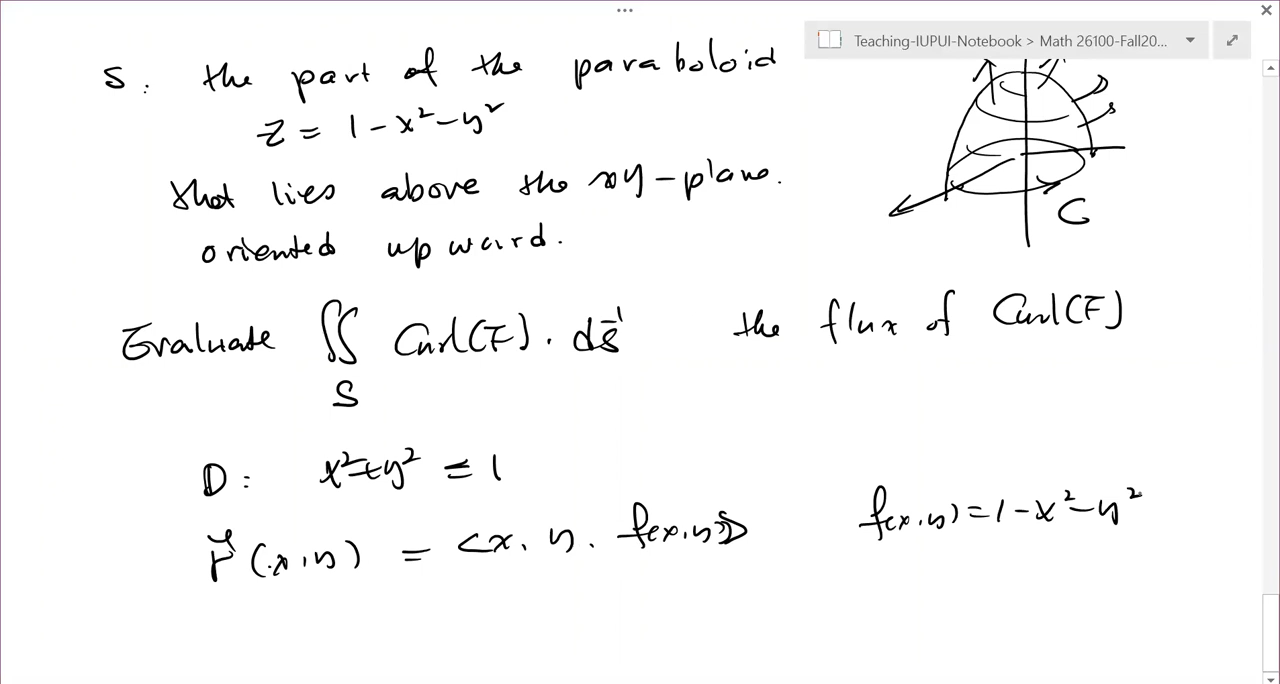 Teaching-IUPUI-Notebook > Math 26100-Fall20...
S. the part of the paraboloid
z = 1 - x² - y²
that lies above the xy-plane.
oriented upward.
S
C
Evaluate ∬ Curl(F) . dS⃗ the flux of Curl(F)
S
D : x² + y² ≤ 1
r⃗ (x, y) = <x, y, f(x,y)> f(x,y) = 1 - x² - y²